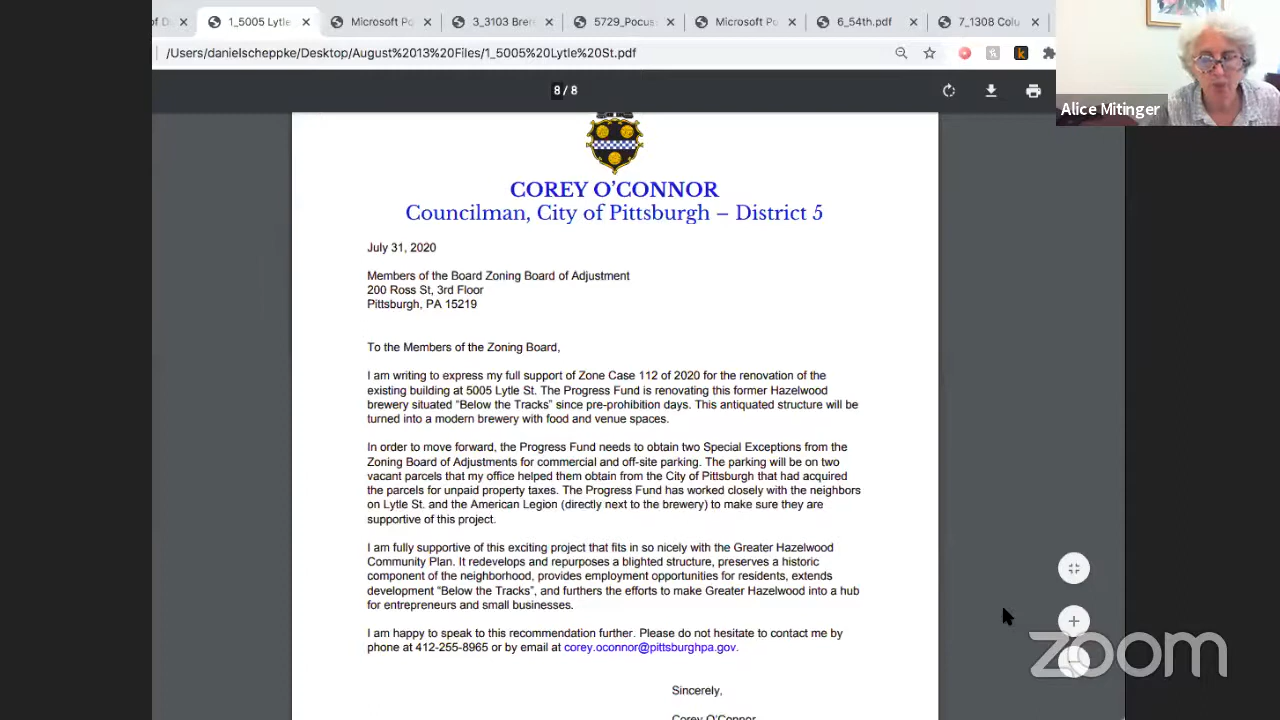 of D
1_5005 Lytle
Microsoft Po
3_3103 Bre
5729_Pocus
Microsoft Po
6_54th.pdf
7_1308 Colu
/Users/danielscheppke/Desktop/August%2013%20Files/1_5005%20Lytle%20St.pdf
8 / 8
Alice Mitinger
COREY O'CONNOR
Councilman, City of Pittsburgh – District 5
July 31, 2020
Members of the Board Zoning Board of Adjustment
200 Ross St, 3rd Floor
Pittsburgh, PA 15219
To the Members of the Zoning Board,
I am writing to express my full support of Zone Case 112 of 2020 for the renovation of the
existing building at 5005 Lytle St. The Progress Fund is renovating this former Hazelwood
brewery situated "Below the Tracks" since pre-prohibition days. This antiquated structure will be
turned into a modern brewery with food and venue spaces.
In order to move forward, the Progress Fund needs to obtain two Special Exceptions from the
Zoning Board of Adjustments for commercial and off-site parking. The parking will be on two
vacant parcels that my office helped them obtain from the City of Pittsburgh that had acquired
the parcels for unpaid property taxes. The Progress Fund has worked closely with the neighbors
on Lytle St. and the American Legion (directly next to the brewery) to make sure they are
supportive of this project.
I am fully supportive of this exciting project that fits in so nicely with the Greater Hazelwood
Community Plan. It redevelops and repurposes a blighted structure, preserves a historic
component of the neighborhood, provides employment opportunities for residents, extends
development "Below the Tracks", and furthers the efforts to make Greater Hazelwood into a hub
for entrepreneurs and small businesses.
I am happy to speak to this recommendation further. Please do not hesitate to contact me by
phone at 412-255-8965 or by email at corey.oconnor@pittsburghpa.gov.
Sincerely,
Corey O'Connor
zoom